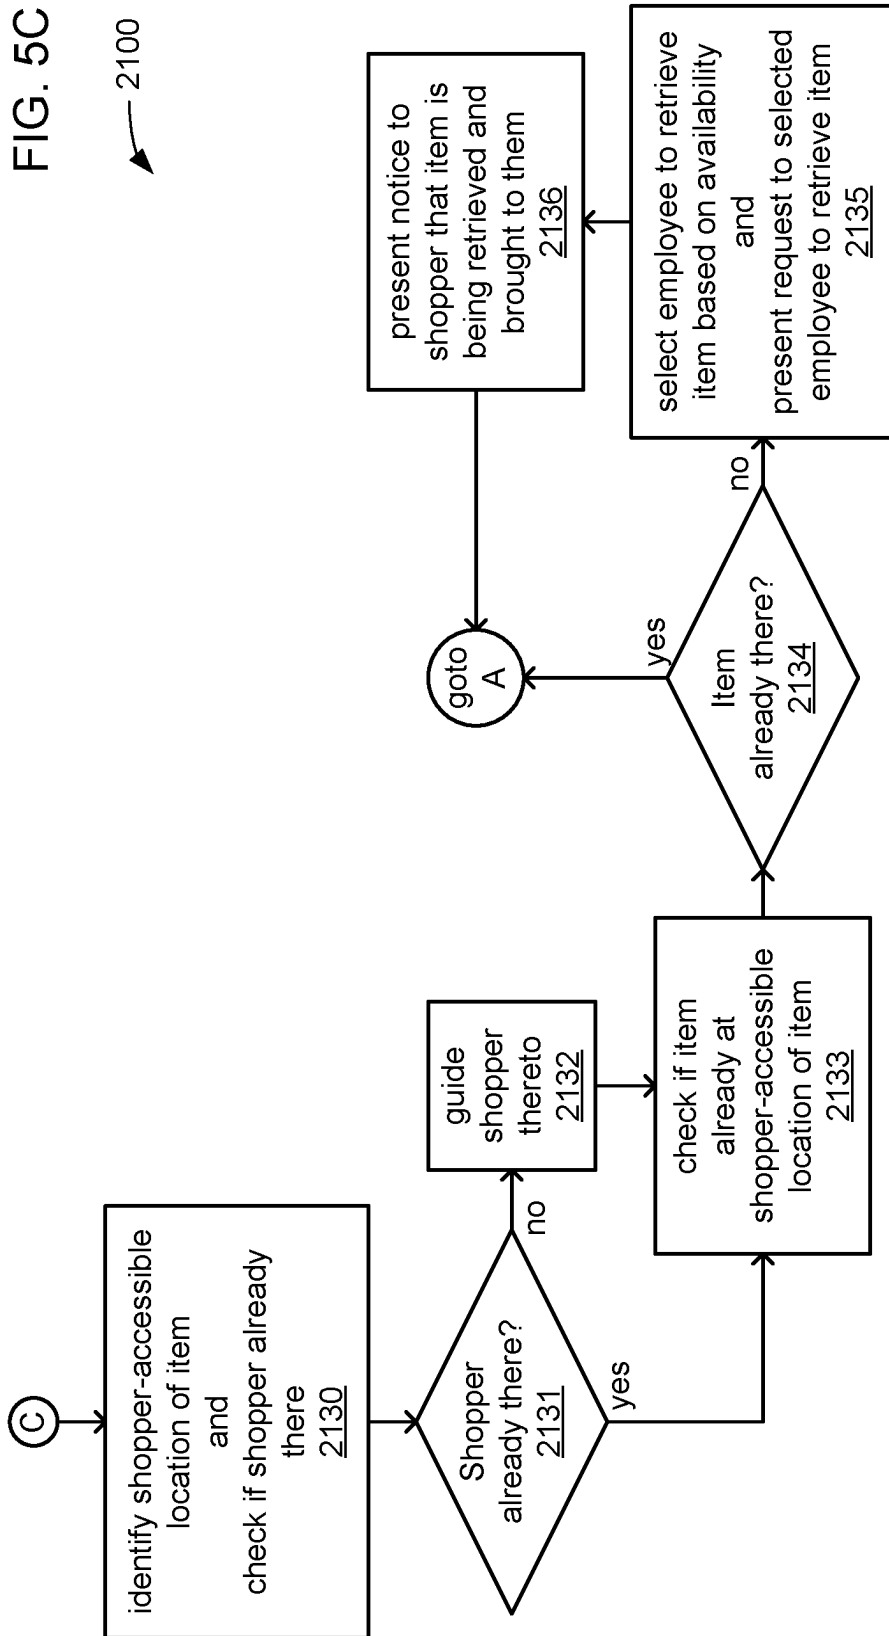 FIG. 5C
2100
C
identify shopper-accessible
location of item
and
check if shopper already
there
2130
Shopper
already there?
2131
no
yes
guide
shopper
thereto
2132
check if item
already at
shopper-accessible
location of item
2133
Item
already there?
2134
yes
no
goto
A
select employee to retrieve
item based on availability
and
present request to selected
employee to retrieve item
2135
present notice to
shopper that item is
being retrieved and
brought to them
2136